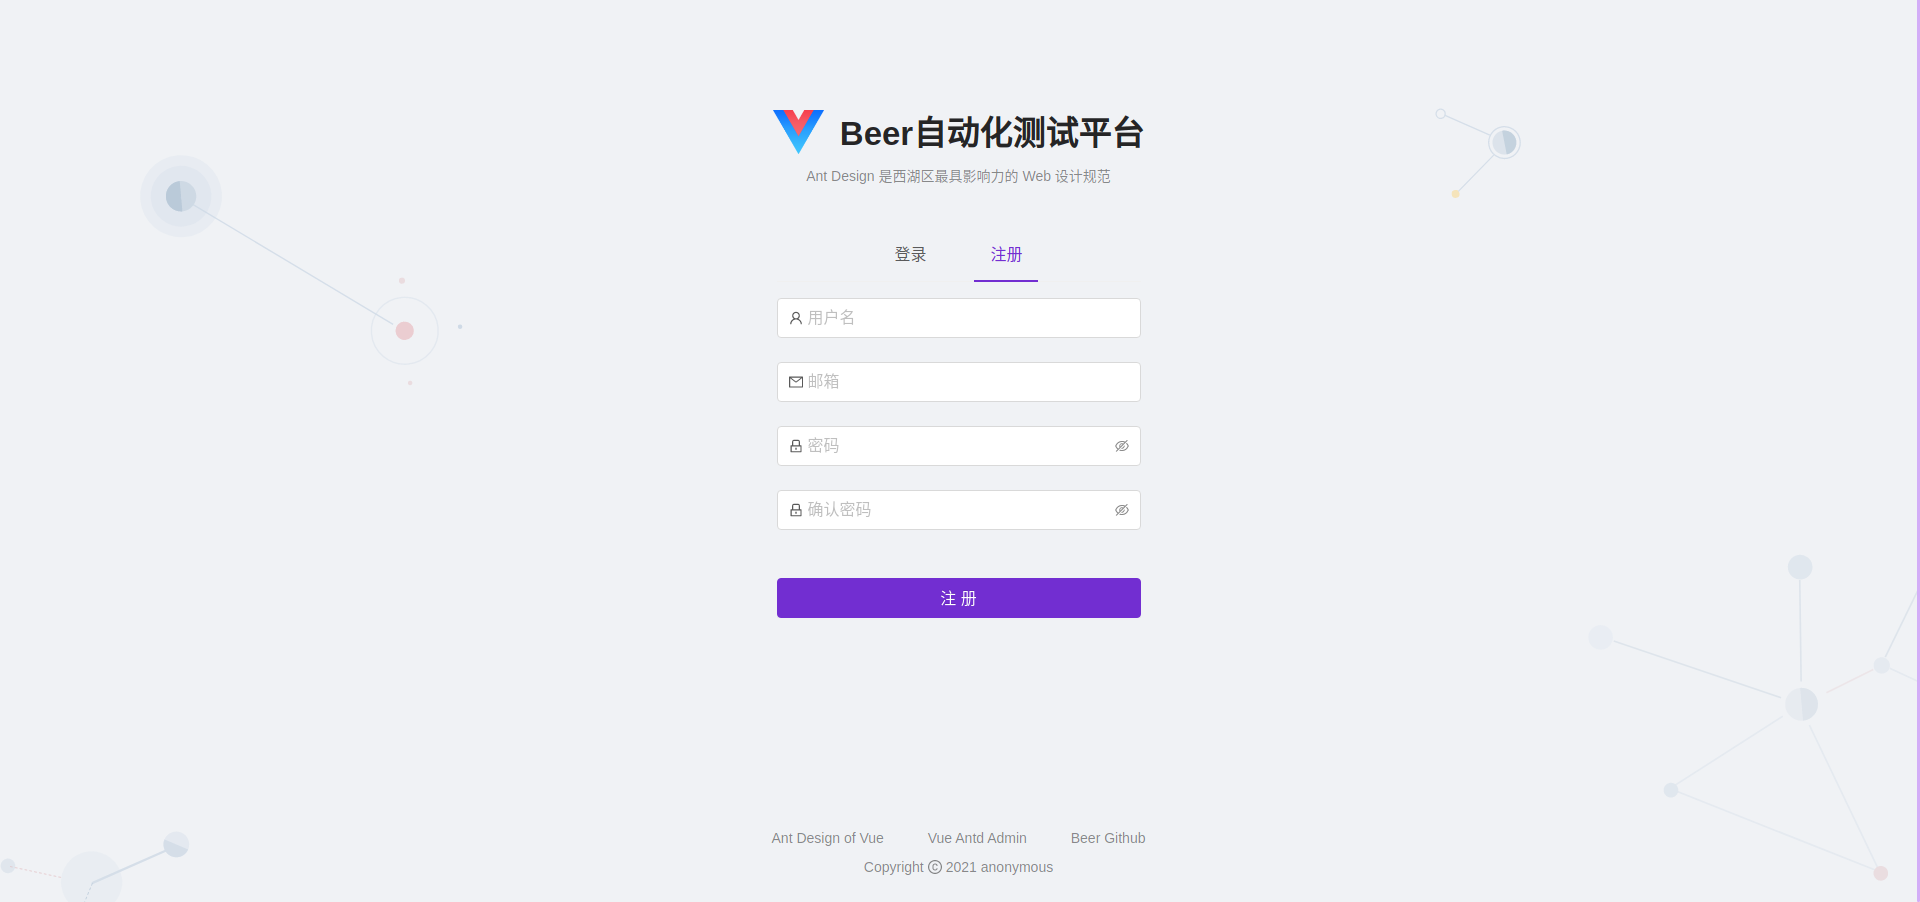 Beer自动化测试平台
Ant Design 是西湖区最具影响力的 Web 设计规范
登录 注册
用户名
邮箱
密码
确认密码
注 册
Ant Design of Vue Vue Antd Admin Beer Github
Copyright © 2021 anonymous